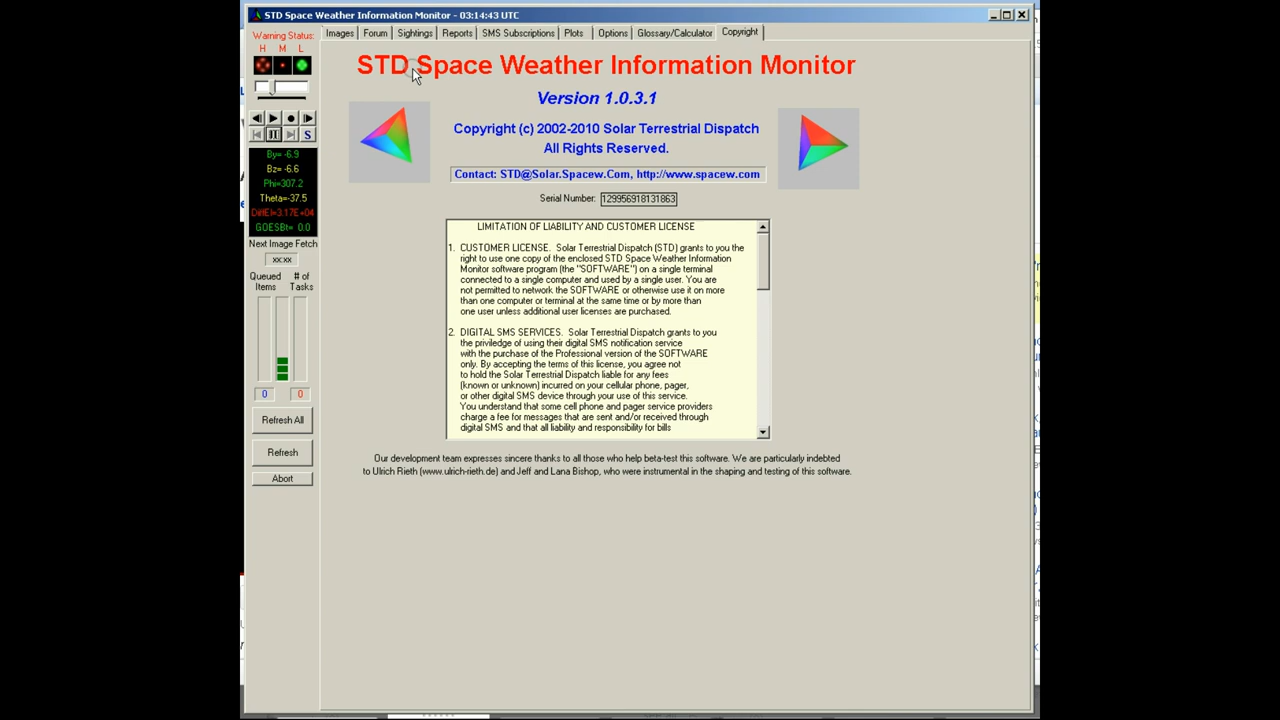 STD Space Weather Information Monitor - 03:14:43 UTC
Warning Status:
H M L
Images Forum Sightings Reports SMS Subscriptions Plots Options Glossary/Calculator Copyright
STD Space Weather Information Monitor
Version 1.0.3.1
Copyright (c) 2002-2010 Solar Terrestrial Dispatch
All Rights Reserved.
Contact: STD@Solar.Spacew.Com, http://www.spacew.com
Serial Number: 129956918131863
S
By= -6.9
Bz= -6.6
Phi=307.2
Theta=-37.5
DiffEl=3.17E+04
GOESBt= 0.0
Next Image Fetch
xx:xx
Queued Items
# of Tasks
0 0
Refresh All
Refresh
Abort
LIMITATION OF LIABILITY AND CUSTOMER LICENSE
1. CUSTOMER LICENSE. Solar Terrestrial Dispatch (STD) grants to you the
right to use one copy of the enclosed STD Space Weather Information
Monitor software program (the "SOFTWARE") on a single terminal
connected to a single computer and used by a single user. You are
not permitted to network the SOFTWARE or otherwise use it on more
than one computer or terminal at the same time or by more than
one user unless additional user licenses are purchased.
2. DIGITAL SMS SERVICES. Solar Terrestrial Dispatch grants to you
the priviledge of using their digital SMS notification service
with the purchase of the Professional version of the SOFTWARE
only. By accepting the terms of this license, you agree not
to hold the Solar Terrestrial Dispatch liable for any fees
(known or unknown) incurred on your cellular phone, pager,
or other digital SMS device through your use of this service.
You understand that some cell phone and pager service providers
charge a fee for messages that are sent and/or received through
digital SMS and that all liability and responsibility for bills
Our development team expresses sincere thanks to all those who help beta-test this software. We are particularly indebted
to Ulrich Rieth (www.ulrich-rieth.de) and Jeff and Lana Bishop, who were instrumental in the shaping and testing of this software.